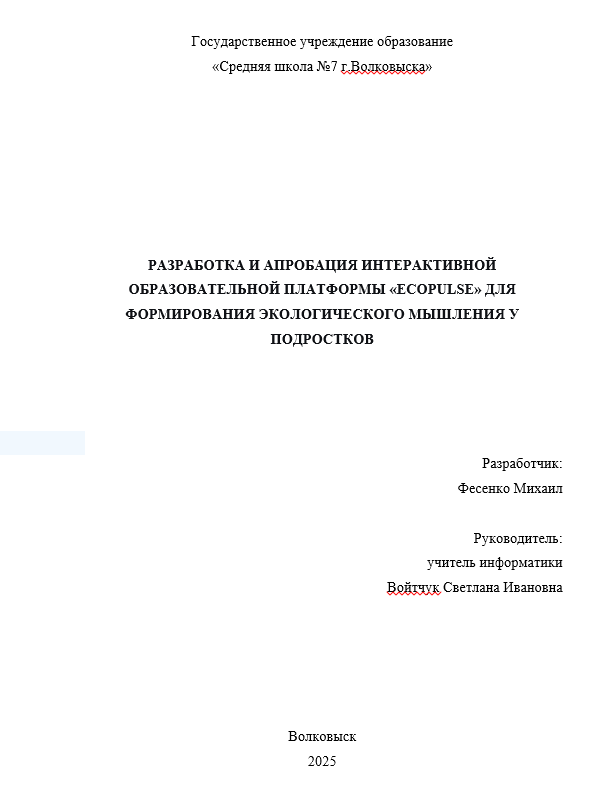 Государственное учреждение образование
«Средняя школа №7 г.Волковыска»
РАЗРАБОТКА И АПРОБАЦИЯ ИНТЕРАКТИВНОЙ
ОБРАЗОВАТЕЛЬНОЙ ПЛАТФОРМЫ «ECOPULSE» ДЛЯ
ФОРМИРОВАНИЯ ЭКОЛОГИЧЕСКОГО МЫШЛЕНИЯ У
ПОДРОСТКОВ
Разработчик:
Фесенко Михаил
Руководитель:
учитель информатики
Войтчук Светлана Ивановна
Волковыск
2025